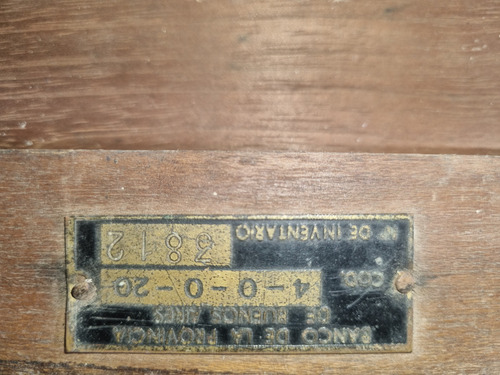 BANCO DE LA PROVINCIA
DE BUENOS AIRES
COD. 4-0-0-20
Nº DE INVENTARIO 3812